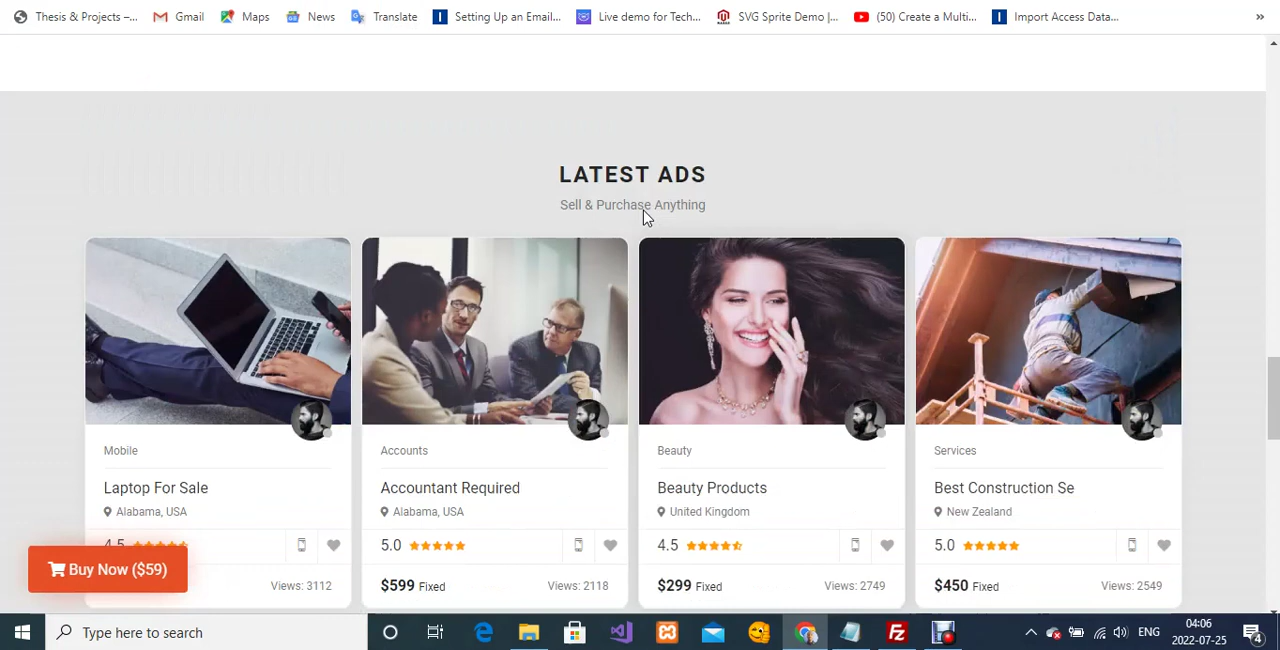 Thesis & Projects –... Gmail Maps News Translate Setting Up an Email... Live demo for Tech... SVG Sprite Demo |... (50) Create a Multi... Import Access Data... »
LATEST ADS
Sell & Purchase Anything
Mobile
Laptop For Sale
Alabama, USA
4.5
Views: 3112
Accounts
Accountant Required
Alabama, USA
5.0
$599 Fixed
Views: 2118
Beauty
Beauty Products
United Kingdom
4.5
$299 Fixed
Views: 2749
Services
Best Construction Se
New Zealand
5.0
$450 Fixed
Views: 2549
Buy Now ($59)
Type here to search
ENG
04:06
2022-07-25
4